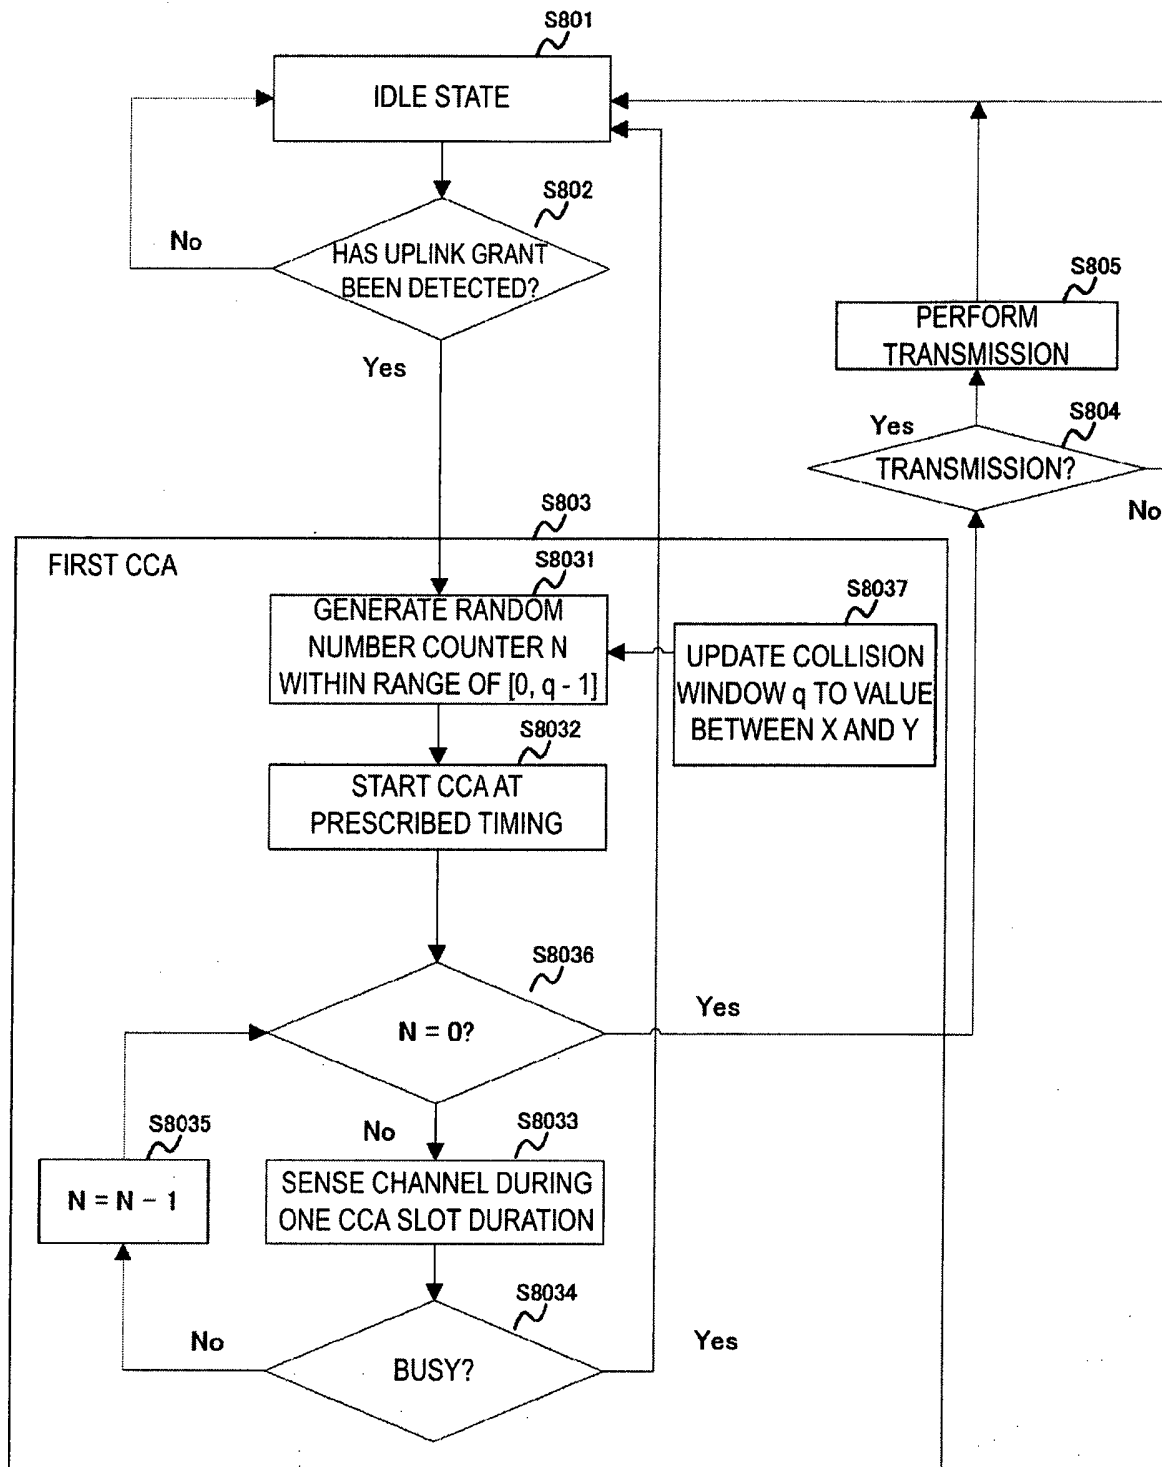 S801
IDLE STATE
S802
No
HAS UPLINK GRANT
BEEN DETECTED?
Yes
S805
PERFORM
TRANSMISSION
S804
Yes
TRANSMISSION?
No
S803
FIRST CCA
S8031
GENERATE RANDOM
NUMBER COUNTER N
WITHIN RANGE OF [0, q - 1]
S8037
UPDATE COLLISION
WINDOW q TO VALUE
BETWEEN X AND Y
S8032
START CCA AT
PRESCRIBED TIMING
S8036
N = 0?
Yes
No
S8035
N = N − 1
S8033
SENSE CHANNEL DURING
ONE CCA SLOT DURATION
S8034
No
BUSY?
Yes